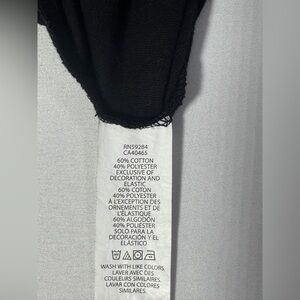 RN59284
CA40465
60% COTTON
40% POLYESTER
EXCLUSIVE OF
DECORATION AND
ELASTIC
60% COTON
40% POLYESTER
À L'EXCEPTION DES
ORNEMENTS ET DE
L'ÉLASTIQUE
60% ALGODÓN
40% POLIÉSTER
SOLO PARA LA
DECORACIÓN Y EL
ELÁSTICO
WASH WITH LIKE COLORS
LAVER AVEC DES
COULEURS SIMILAIRES.
LAVAR CON COLORES
SIMILARES.